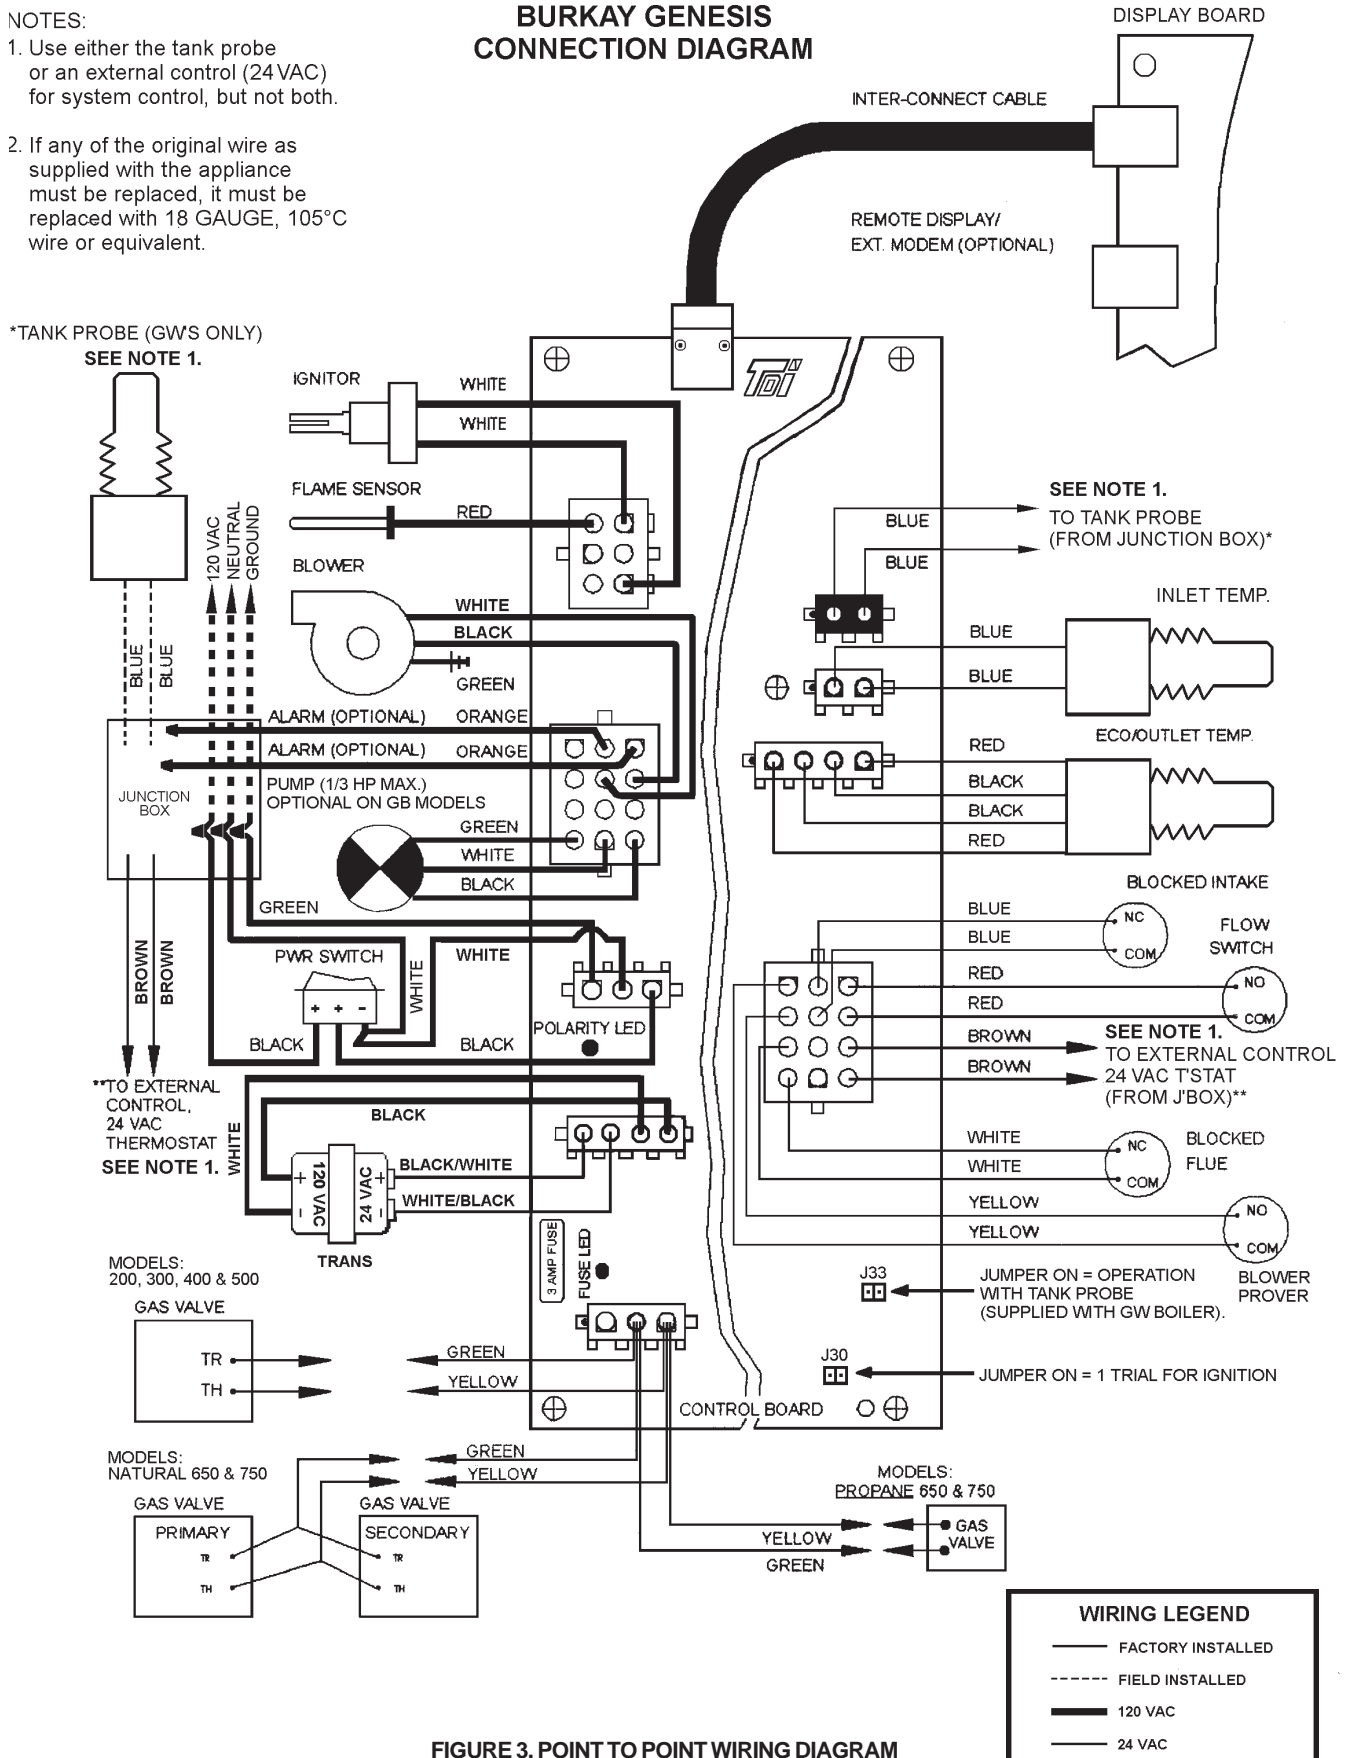 NOTES:
1. Use either the tank probe
or an external control (24 VAC)
for system control, but not both.
2. If any of the original wire as
supplied with the appliance
must be replaced, it must be
replaced with 18 GAUGE, 105°C
wire or equivalent.
BURKAY GENESIS
CONNECTION DIAGRAM
DISPLAY BOARD
INTER-CONNECT CABLE
REMOTE DISPLAY/
EXT. MODEM (OPTIONAL)
*TANK PROBE (GW'S ONLY)
SEE NOTE 1.
IGNITOR
WHITE
WHITE
TDi
FLAME SENSOR
RED
120 VAC
NEUTRAL
GROUND
BLOWER
WHITE
BLACK
GREEN
BLUE
BLUE
SEE NOTE 1.
TO TANK PROBE
(FROM JUNCTION BOX)*
BLUE
BLUE
INLET TEMP.
BLUE
BLUE
ALARM (OPTIONAL)
ORANGE
ALARM (OPTIONAL)
ORANGE
PUMP (1/3 HP MAX.)
OPTIONAL ON GB MODELS
JUNCTION
BOX
GREEN
WHITE
BLACK
ECO/OUTLET TEMP.
RED
BLACK
BLACK
RED
GREEN
PWR SWITCH
WHITE
WHITE
+ + -
BLACK
BLACK
POLARITY LED
BROWN
BROWN
BLOCKED INTAKE
BLUE
BLUE
NC
COM
FLOW
SWITCH
RED
RED
NO
COM
BROWN
BROWN
SEE NOTE 1.
TO EXTERNAL CONTROL
24 VAC T'STAT
(FROM J'BOX)**
**TO EXTERNAL
CONTROL,
24 VAC
THERMOSTAT
SEE NOTE 1.
WHITE
BLACK
BLACK/WHITE
WHITE/BLACK
+ 120 VAC -
24 VAC + -
TRANS
WHITE
WHITE
NC
COM
BLOCKED
FLUE
YELLOW
YELLOW
NO
COM
BLOWER
PROVER
3 AMP FUSE
FUSE LED
MODELS:
200, 300, 400 & 500
GAS VALVE
TR
TH
GREEN
YELLOW
J33
JUMPER ON = OPERATION
WITH TANK PROBE
(SUPPLIED WITH GW BOILER).
J30
JUMPER ON = 1 TRIAL FOR IGNITION
CONTROL BOARD
MODELS:
NATURAL 650 & 750
GREEN
YELLOW
GAS VALVE
PRIMARY
TR
TH
GAS VALVE
SECONDARY
TR
TH
MODELS:
PROPANE 650 & 750
YELLOW
GREEN
GAS
VALVE
WIRING LEGEND
FACTORY INSTALLED
FIELD INSTALLED
120 VAC
24 VAC
FIGURE 3. POINT TO POINT WIRING DIAGRAM